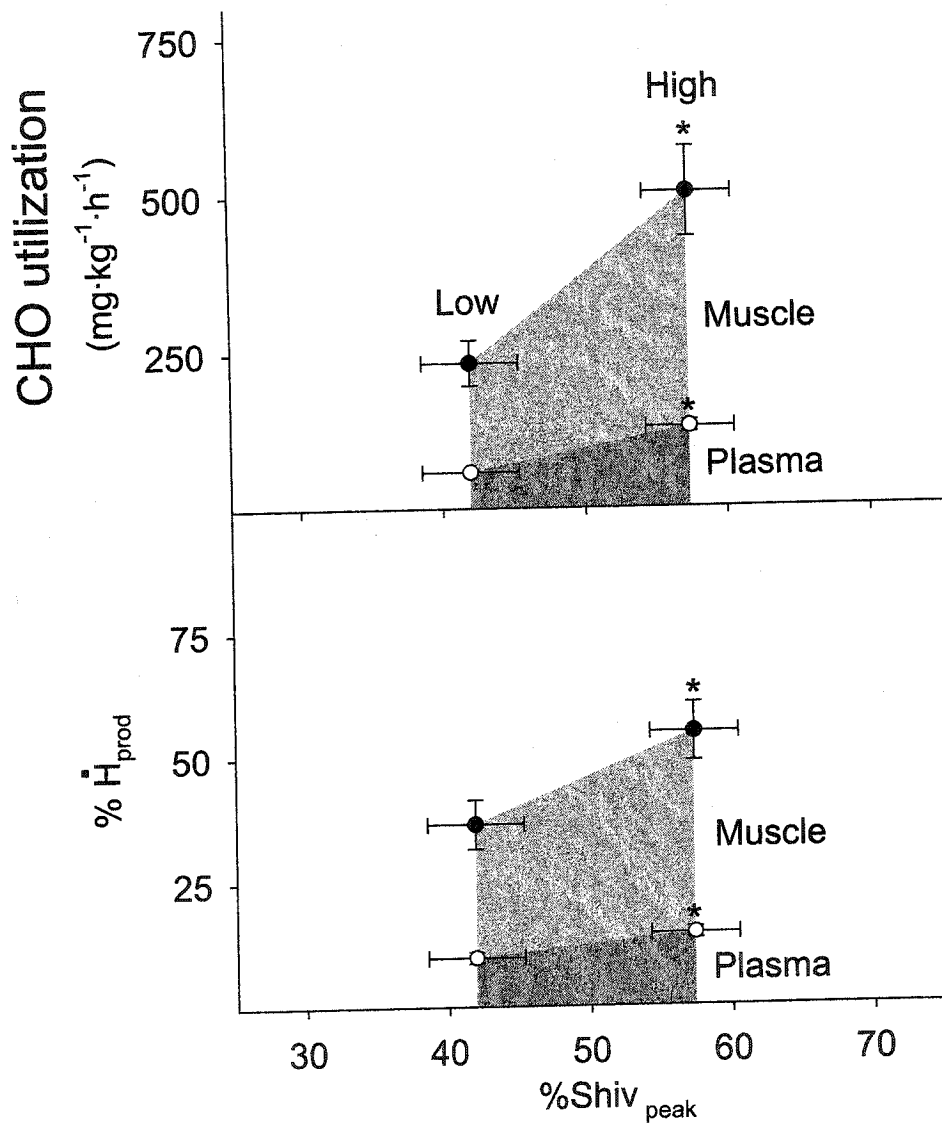 CHO utilization
(mg·kg⁻¹·h⁻¹)
750
500
250
High
*
Low
Muscle
*
Plasma
% Ḣprod
75
50
25
*
Muscle
*
Plasma
30
40
50
60
70
%Shiv peak